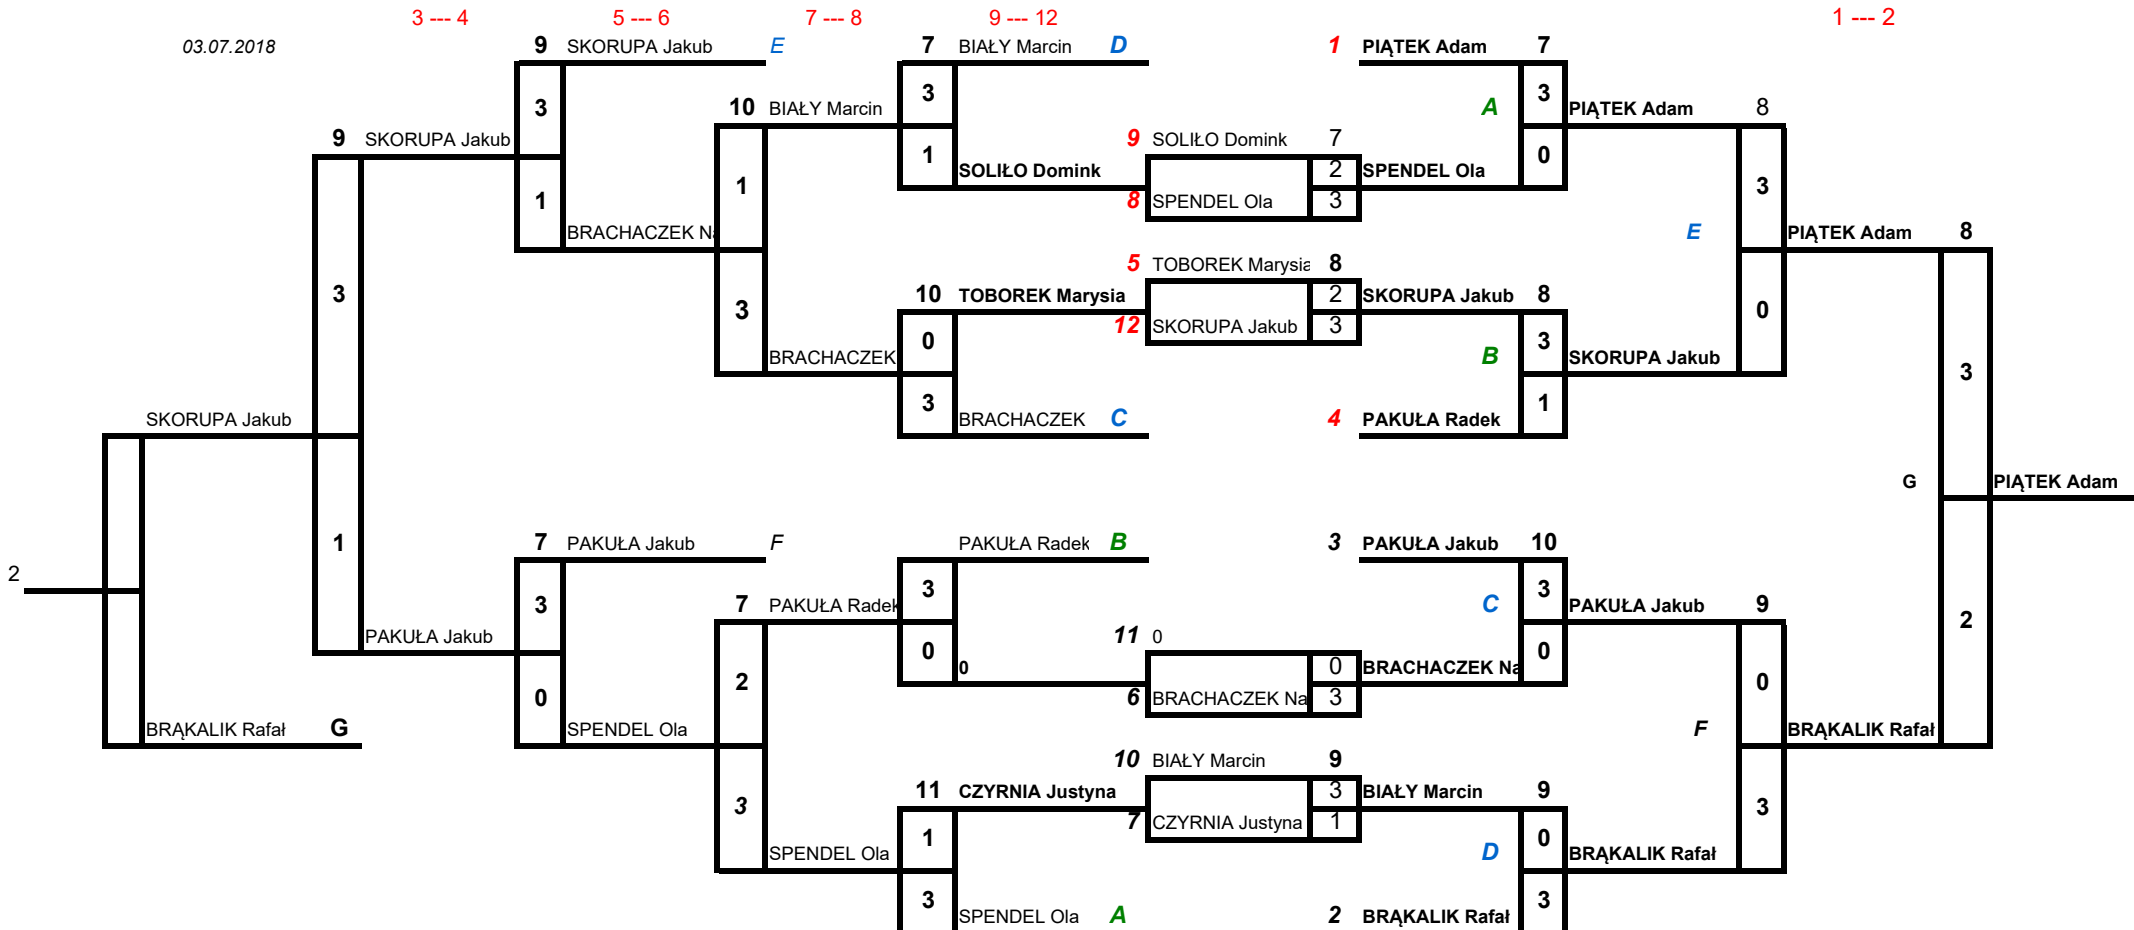 3 --- 4 5 --- 6 7 --- 8 9 --- 12 1 --- 2
03.07.2018 9 SKORUPA Jakub E 7 BIAŁY Marcin D 1 PIĄTEK Adam 7
3 10 BIAŁY Marcin 3 A 3 PIĄTEK Adam 8
9 SKORUPA Jakub 9 SOLIŁO Domink 7
1 SOLIŁO Domink 2 SPENDEL Ola 0
1 1 8 SPENDEL Ola 3 3
BRACHACZEK Na E PIĄTEK Adam 8
5 TOBOREK Marysia 8
3 3 10 TOBOREK Marysia 2 SKORUPA Jakub 8 0
12 SKORUPA Jakub 3
BRACHACZEK 0 B 3 SKORUPA Jakub 3
SKORUPA Jakub 3 BRACHACZEK C 4 PAKUŁA Radek 1
G PIĄTEK Adam
1 7 PAKUŁA Jakub F PAKUŁA Radek B 3 PAKUŁA Jakub 10
2
3 7 PAKUŁA Radek 3 C 3 PAKUŁA Jakub 9 2
PAKUŁA Jakub 11 0
0 0 0 BRACHACZEK Na 0
0 2 6 BRACHACZEK Na 3 0
BRĄKALIK Rafał G SPENDEL Ola F BRĄKALIK Rafał
10 BIAŁY Marcin 9
3 11 CZYRNIA Justyna 3 BIAŁY Marcin 9 3
7 CZYRNIA Justyna 1
SPENDEL Ola 1 D 0 BRĄKALIK Rafał
3 SPENDEL Ola A 2 BRĄKALIK Rafał 3